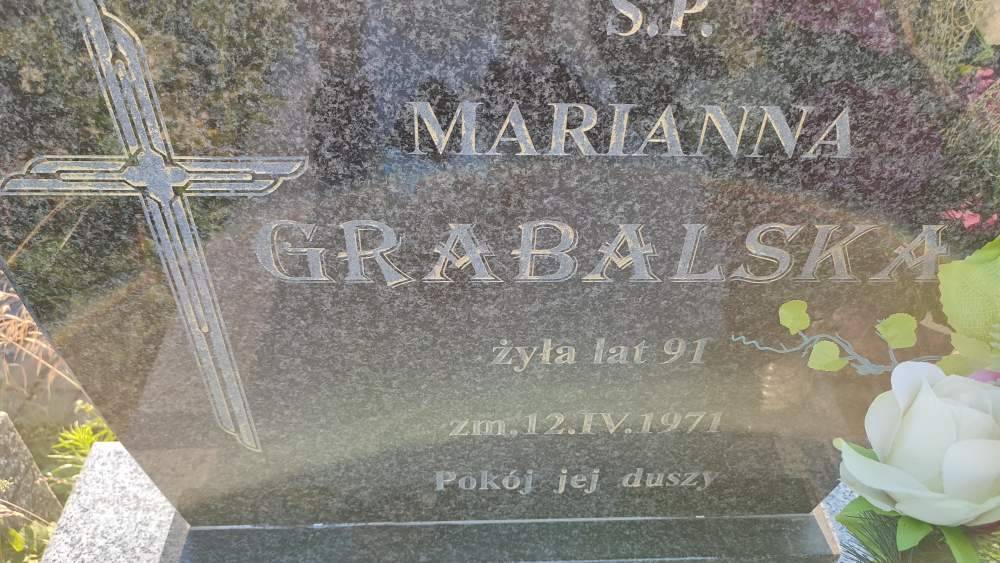 Ś.P.
MARIANNA
GRABALSKA
żyła lat 91
zm.12.IV.1971
Pokój jej duszy